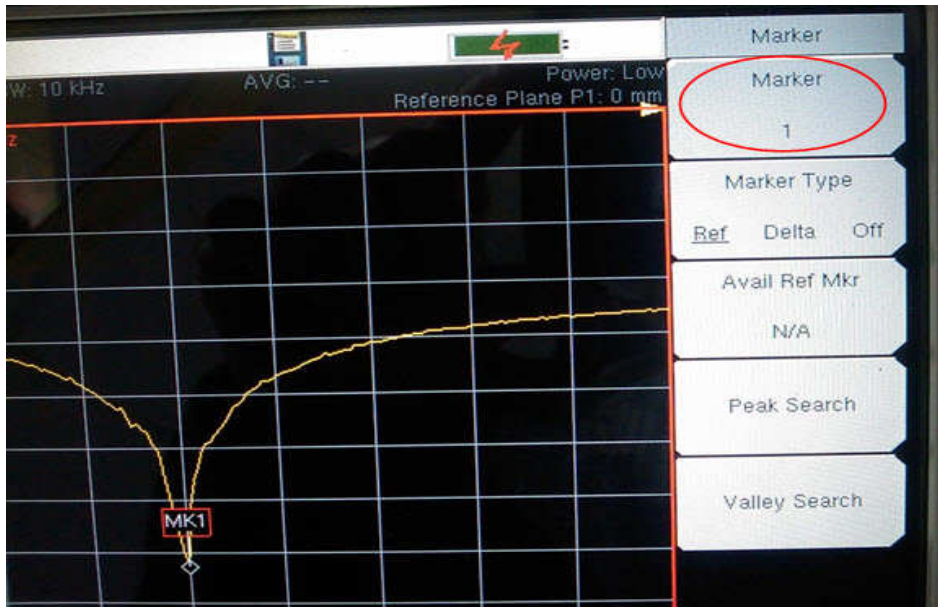 Marker
W: 10 kHz
AVG: --
Power: Low
Reference Plane P1: 0 mm
z
Marker
1
Marker Type
Ref Delta Off
Avail Ref Mkr
N/A
Peak Search
Valley Search
MK1